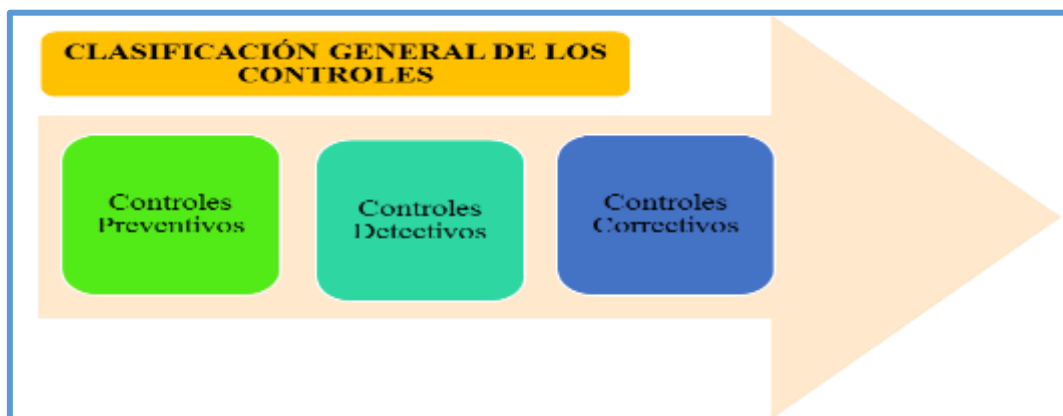 CLASIFICACIÓN GENERAL DE LOS
CONTROLES
Controles
Preventivos
Controles
Detectivos
Controles
Correctivos